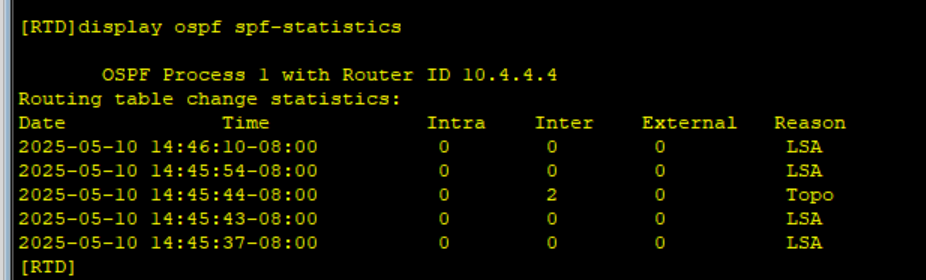 [RTD]display ospf spf-statistics
OSPF Process 1 with Router ID 10.4.4.4
Routing table change statistics:
Date Time Intra Inter External Reason
2025-05-10 14:46:10-08:00 0 0 0 LSA
2025-05-10 14:45:54-08:00 0 0 0 LSA
2025-05-10 14:45:44-08:00 0 2 0 Topo
2025-05-10 14:45:43-08:00 0 0 0 LSA
2025-05-10 14:45:37-08:00 0 0 0 LSA
[RTD]